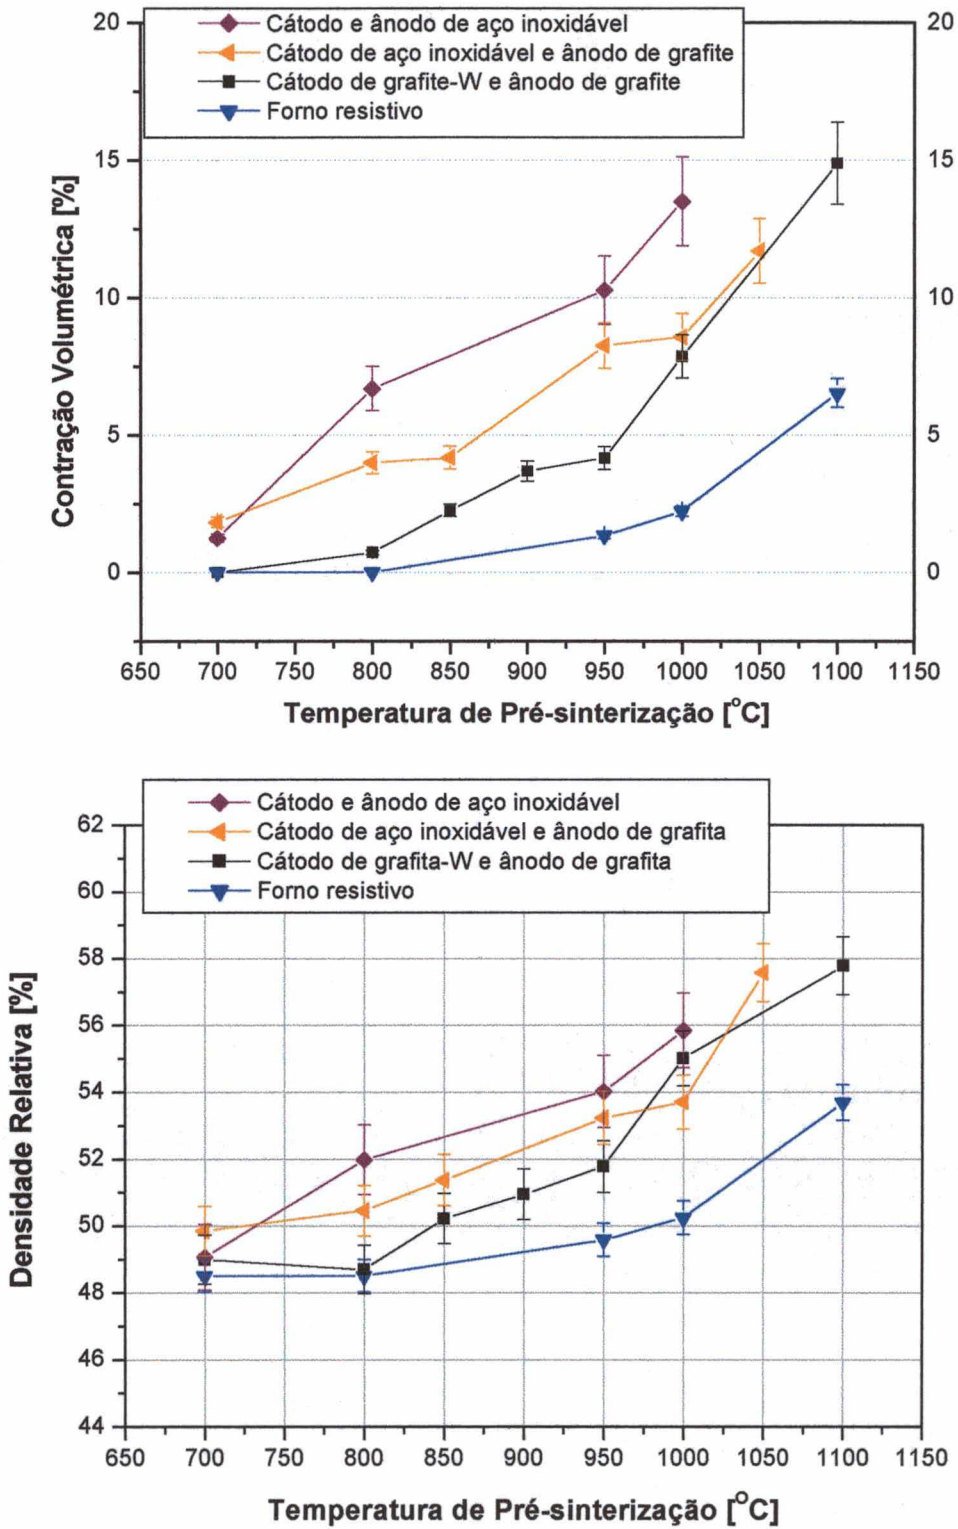 Cátodo e ânodo de aço inoxidável
Cátodo de aço inoxidável e ânodo de grafite
Cátodo de grafite-W e ânodo de grafite
Forno resistivo
20
15
10
5
0
20
15
10
5
0
Contração Volumétrica [%]
650 700 750 800 850 900 950 1000 1050 1100 1150
Temperatura de Pré-sinterização [°C]
Cátodo e ânodo de aço inoxidável
Cátodo de aço inoxidável e ânodo de grafita
Cátodo de grafita-W e ânodo de grafita
Forno resistivo
62
60
58
56
54
52
50
48
46
44
Densidade Relativa [%]
650 700 750 800 850 900 950 1000 1050 1100 1150
Temperatura de Pré-sinterização [°C]